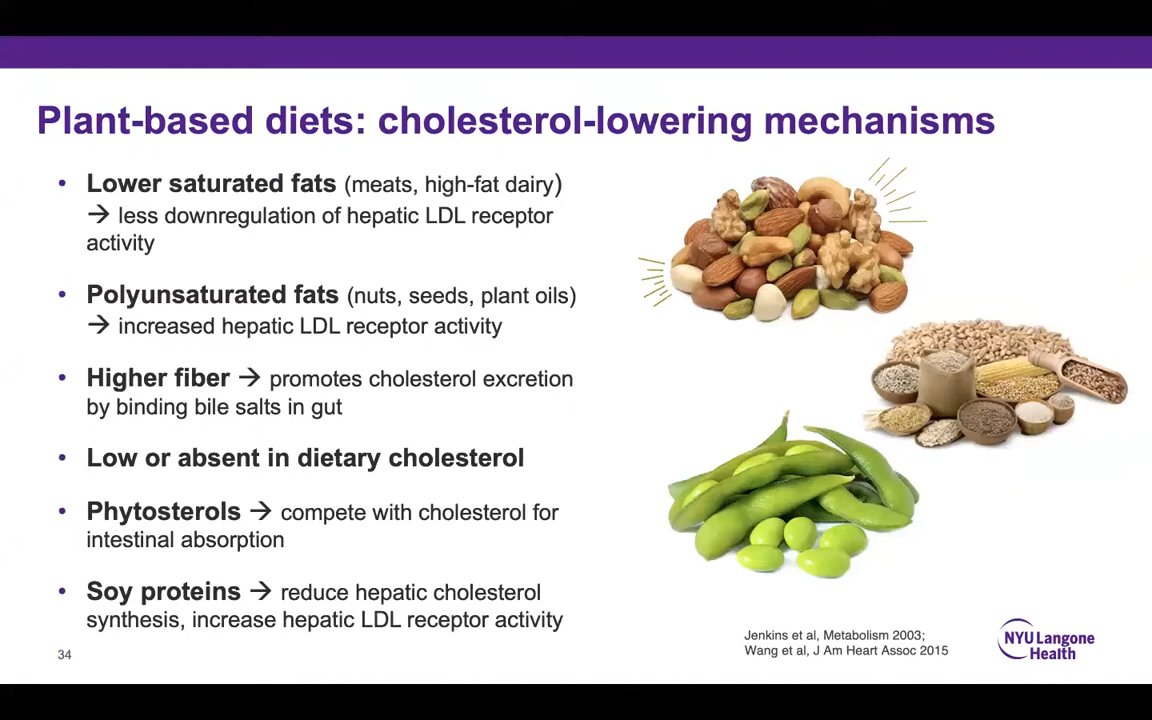 Plant-based diets: cholesterol-lowering mechanisms
• Lower saturated fats (meats, high-fat dairy)
→ less downregulation of hepatic LDL receptor
activity
• Polyunsaturated fats (nuts, seeds, plant oils)
→ increased hepatic LDL receptor activity
• Higher fiber → promotes cholesterol excretion
by binding bile salts in gut
• Low or absent in dietary cholesterol
• Phytosterols → compete with cholesterol for
intestinal absorption
• Soy proteins → reduce hepatic cholesterol
synthesis, increase hepatic LDL receptor activity
34
Jenkins et al, Metabolism 2003;
Wang et al, J Am Heart Assoc 2015
NYU Langone
Health